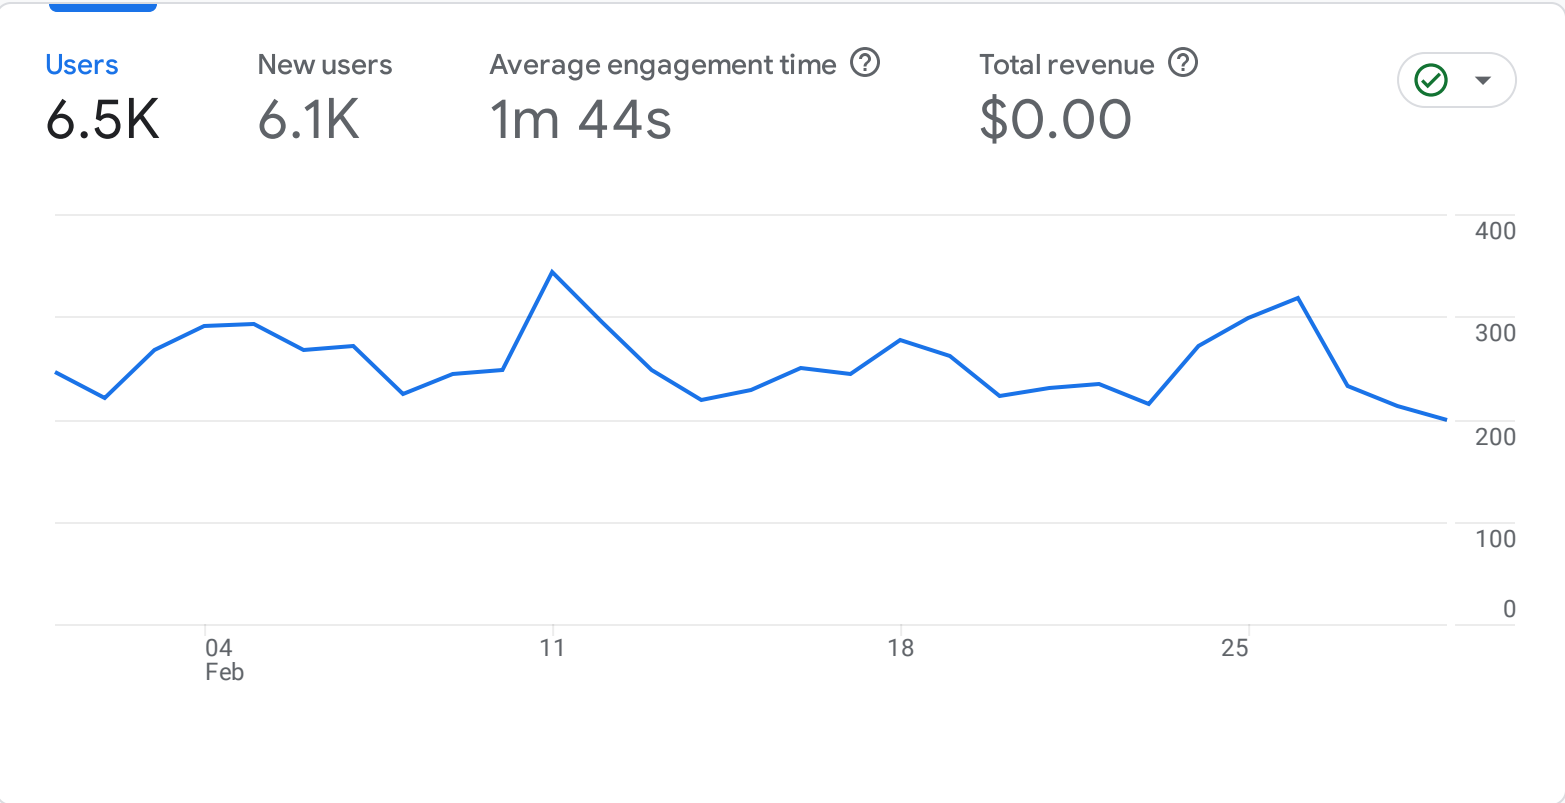 Users New users Average engagement time Total revenue
6.5K 6.1K 1m 44s $0.00
400
300
200
100
0
04 11 18 25
Feb